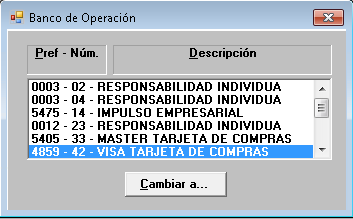 Banco de Operación
Pref - Núm. Descripción
0003 - 02 - RESPONSABILIDAD INDIVIDUA
0003 - 04 - RESPONSABILIDAD INDIVIDUA
5475 - 14 - IMPULSO EMPRESARIAL
0012 - 23 - RESPONSABILIDAD INDIVIDUA
5405 - 33 - MASTER TARJETA DE COMPRAS
4859 - 42 - VISA TARJETA DE COMPRAS
Cambiar a...